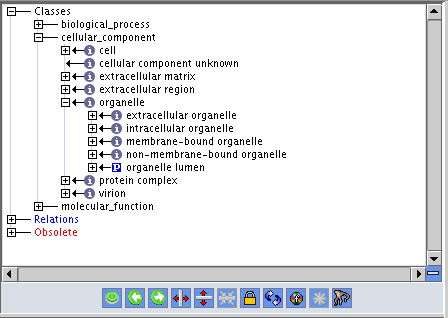 Classes
biological_process
cellular_component
i cell
cellular component unknown
i extracellular matrix
i extracellular region
i organelle
i extracellular organelle
i intracellular organelle
i membrane-bound organelle
i non-membrane-bound organelle
P organelle lumen
i protein complex
i virion
molecular_function
Relations
Obsolete